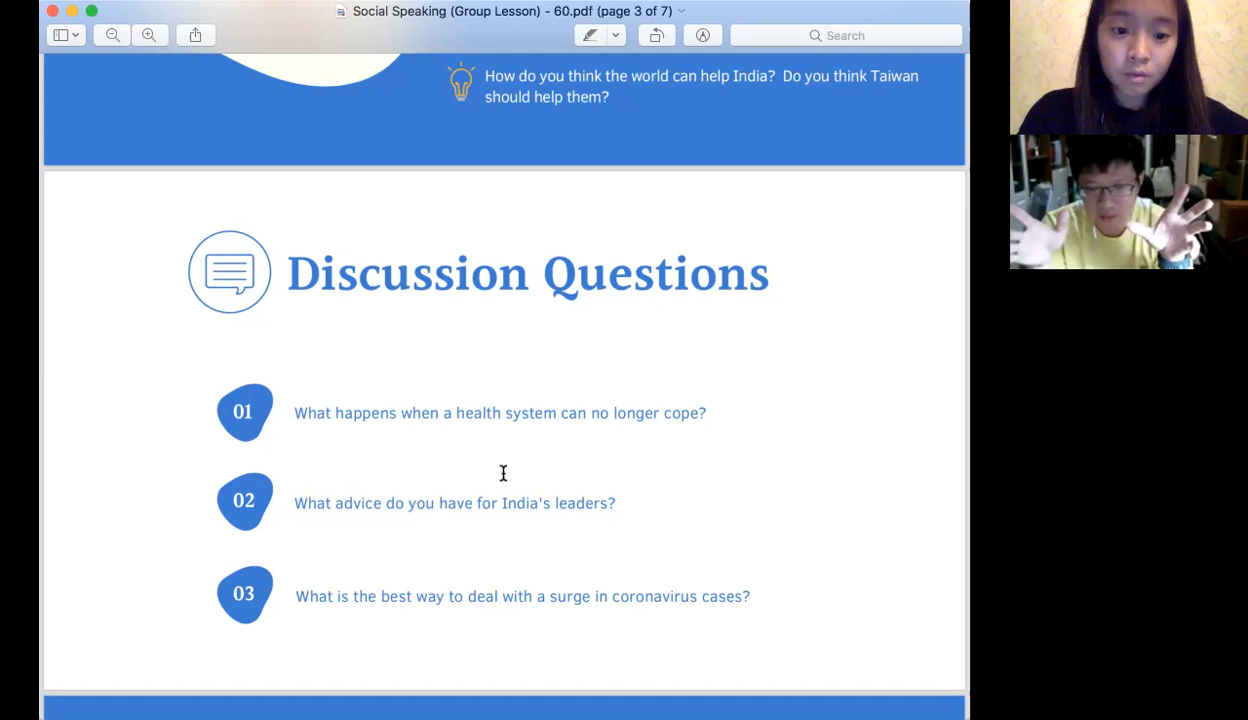 Social Speaking (Group Lesson) - 60.pdf (page 3 of 7)
Search
How do you think the world can help India? Do you think Taiwan
should help them?
Discussion Questions
01 What happens when a health system can no longer cope?
02 What advice do you have for India's leaders?
03 What is the best way to deal with a surge in coronavirus cases?